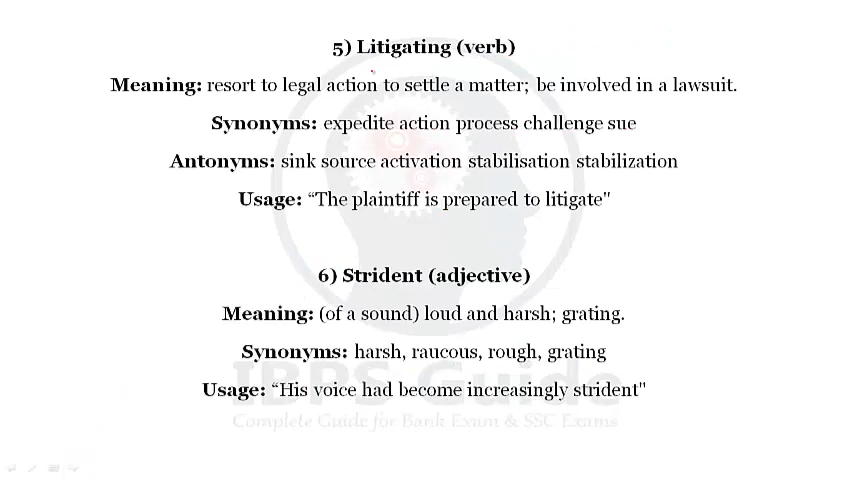 5) Litigating (verb)
Meaning: resort to legal action to settle a matter; be involved in a lawsuit.
Synonyms: expedite action process challenge sue
Antonyms: sink source activation stabilisation stabilization
Usage: “The plaintiff is prepared to litigate"
6) Strident (adjective)
Meaning: (of a sound) loud and harsh; grating.
Synonyms: harsh, raucous, rough, grating
IBPS Guide
Usage: “His voice had become increasingly strident"
Complete Guide for Bank Exam & SSC Exams